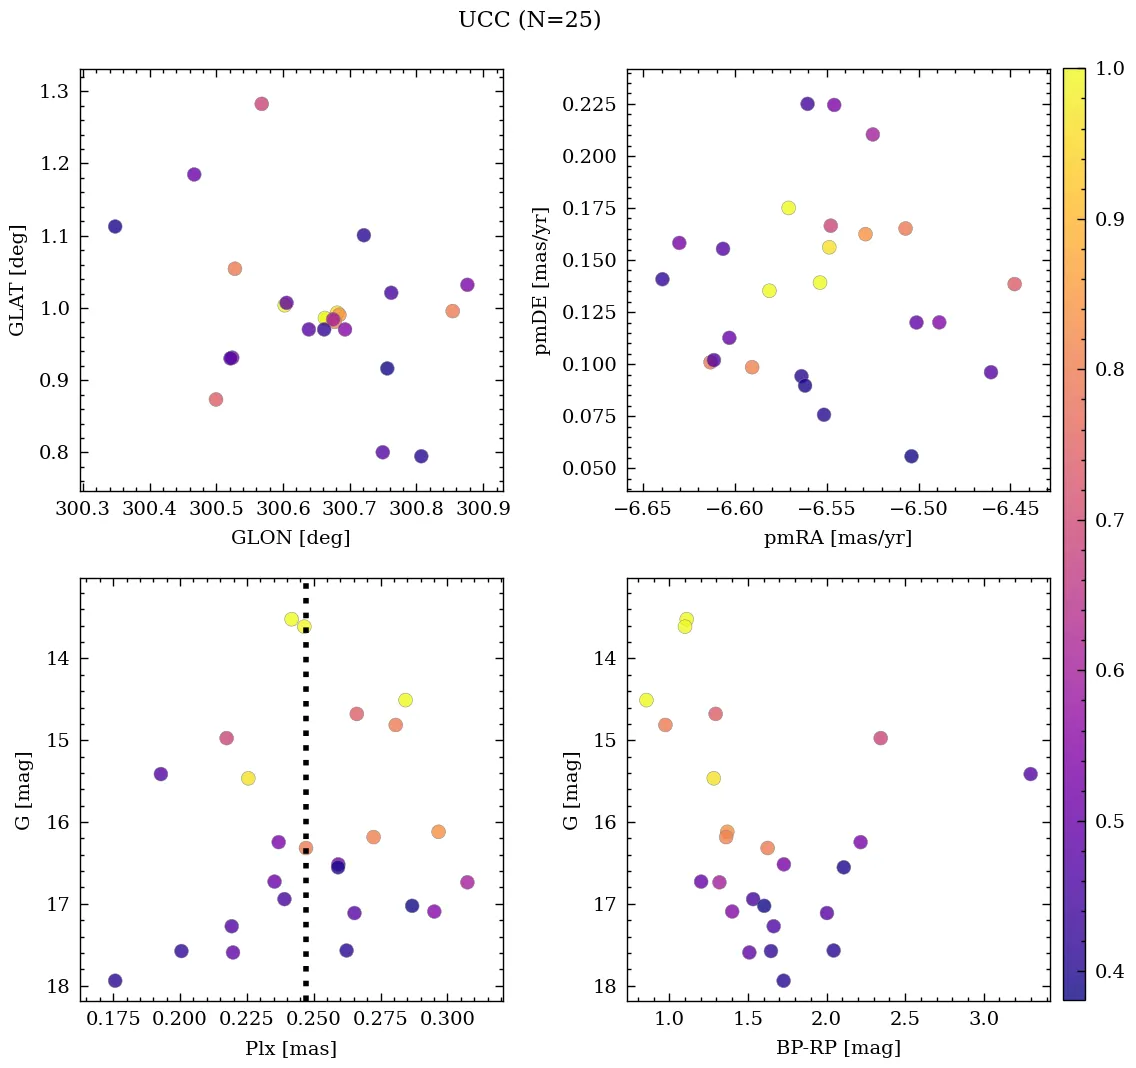 UCC (N=25)
1.3
1.2
1.1
1.0
0.9
0.8
GLAT [deg]
300.3 300.4 300.5 300.6 300.7 300.8 300.9
GLON [deg]
0.225
0.200
0.175
0.150
0.125
0.100
0.075
0.050
pmDE [mas/yr]
−6.65 −6.60 −6.55 −6.50 −6.45
pmRA [mas/yr]
1.0
0.9
0.8
0.7
0.6
0.5
0.4
14
15
16
17
18
G [mag]
0.175 0.200 0.225 0.250 0.275 0.300
Plx [mas]
14
15
16
17
18
G [mag]
1.0 1.5 2.0 2.5 3.0
BP-RP [mag]